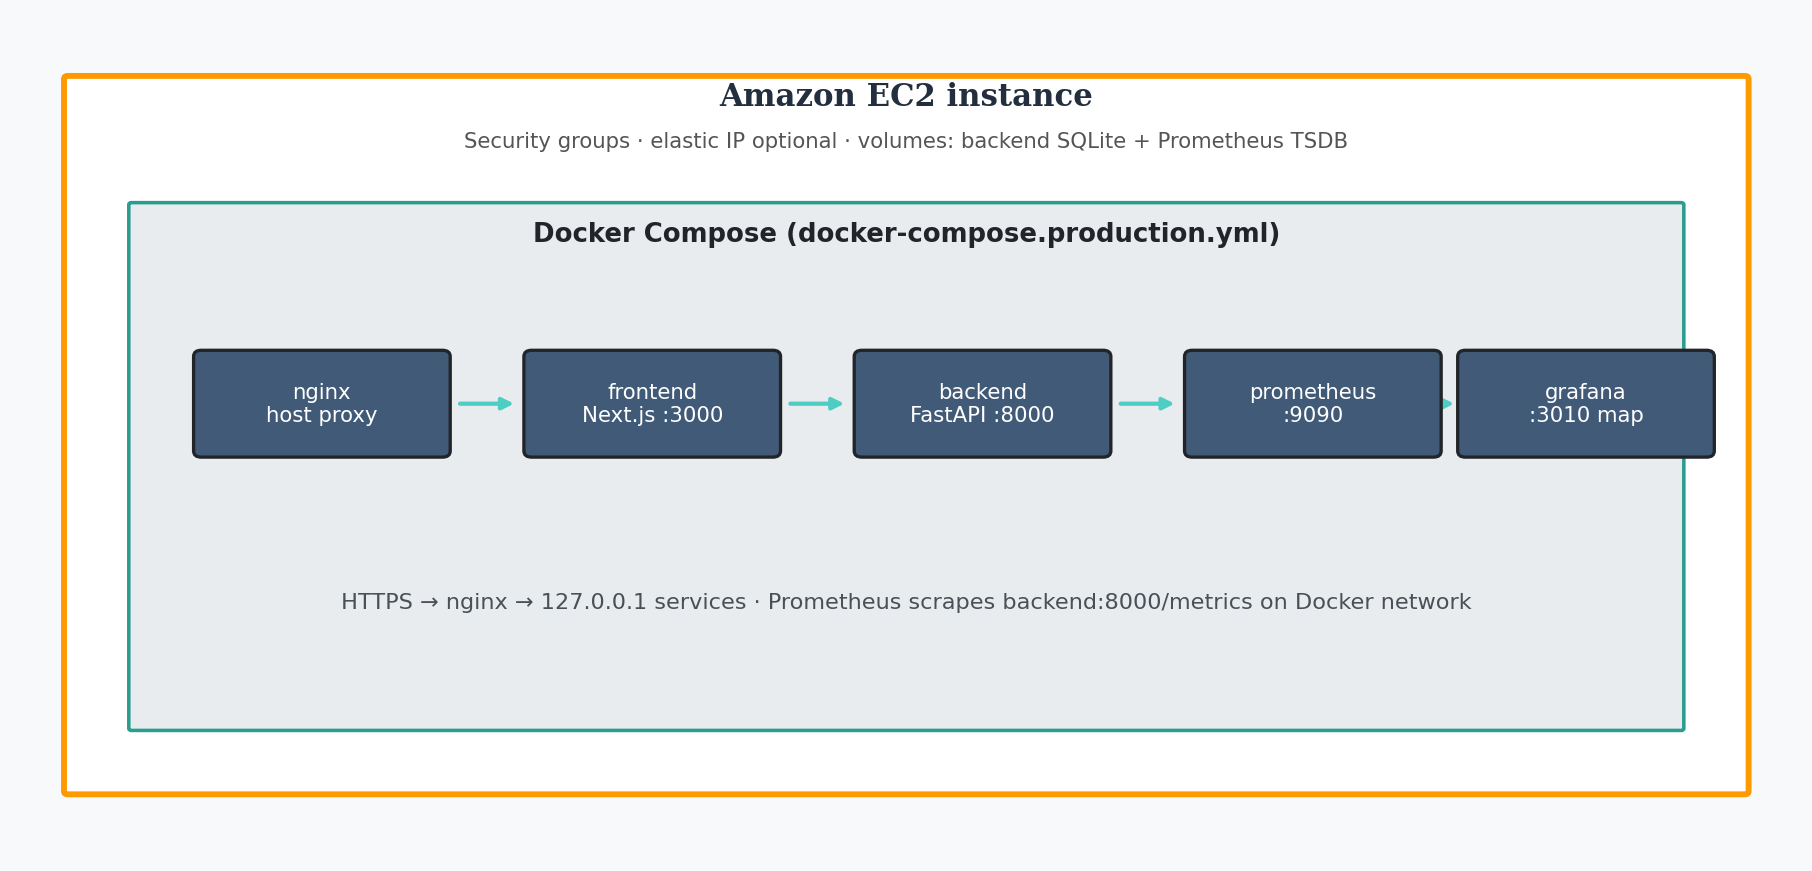 Amazon EC2 instance
Security groups · elastic IP optional · volumes: backend SQLite + Prometheus TSDB
Docker Compose (docker-compose.production.yml)
nginx
host proxy
frontend
Next.js :3000
backend
FastAPI :8000
prometheus
:9090
grafana
:3010 map
HTTPS → nginx → 127.0.0.1 services · Prometheus scrapes backend:8000/metrics on Docker network